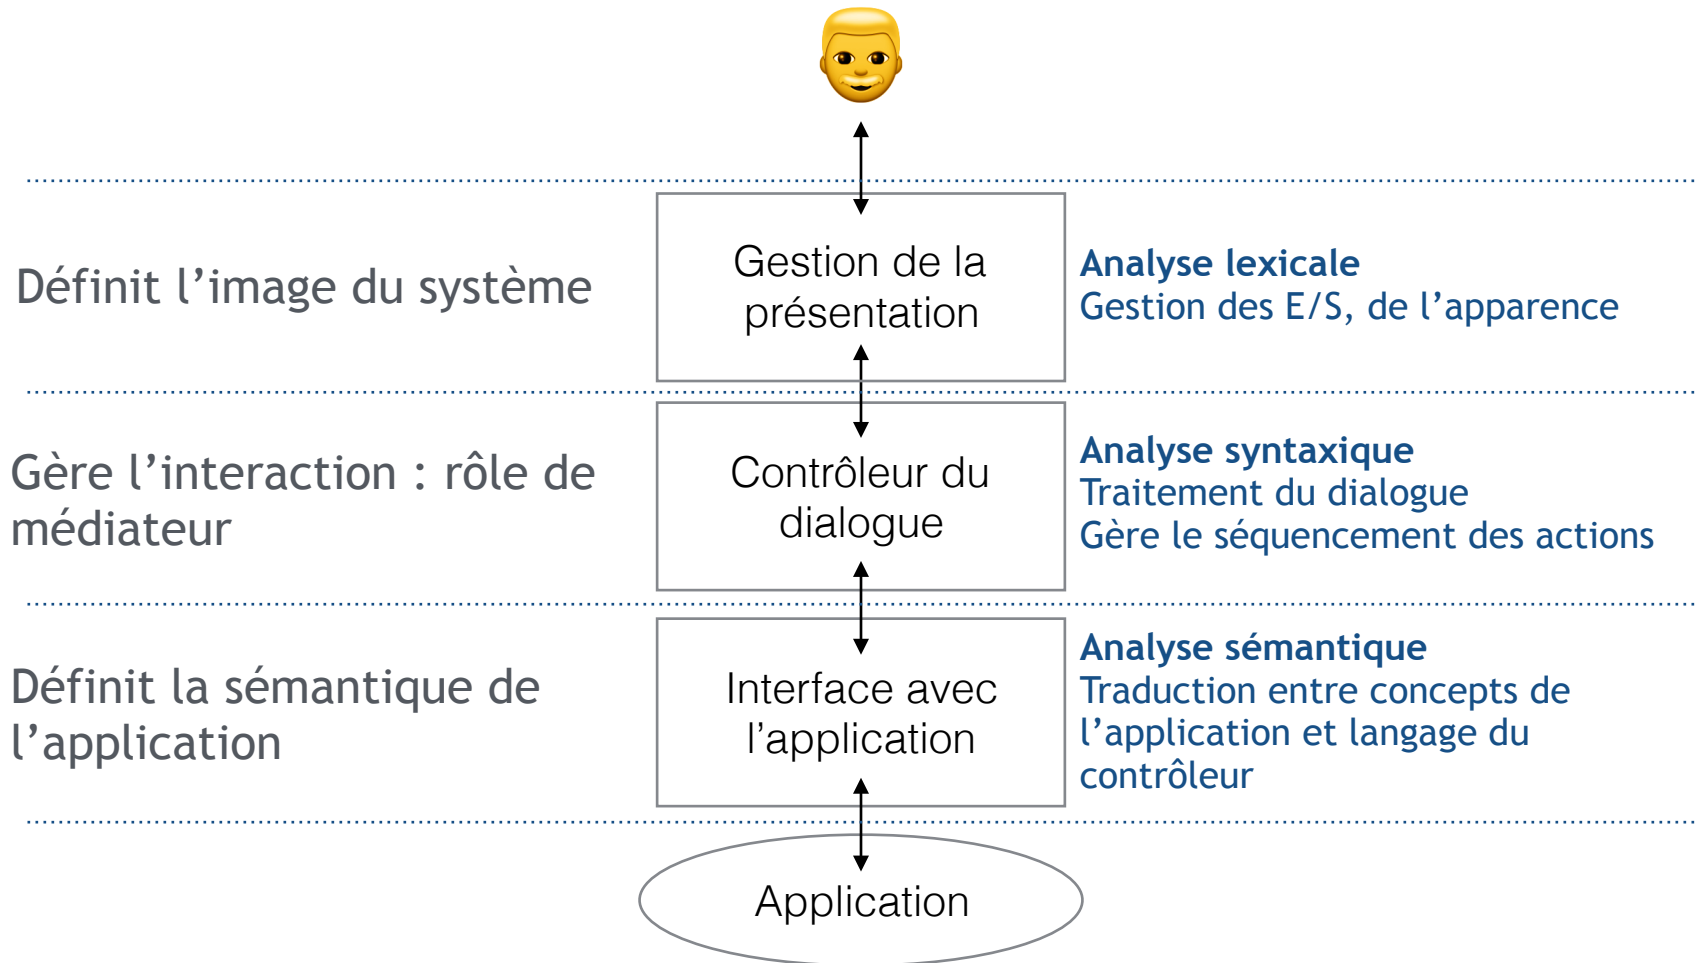 Définit l’image du système
Gestion de la
présentation
Analyse lexicale
Gestion des E/S, de l’apparence
Gère l’interaction : rôle de
médiateur
Contrôleur du
dialogue
Analyse syntaxique
Traitement du dialogue
Gère le séquencement des actions
Définit la sémantique de
l’application
Interface avec
l’application
Analyse sémantique
Traduction entre concepts de
l’application et langage du
contrôleur
Application